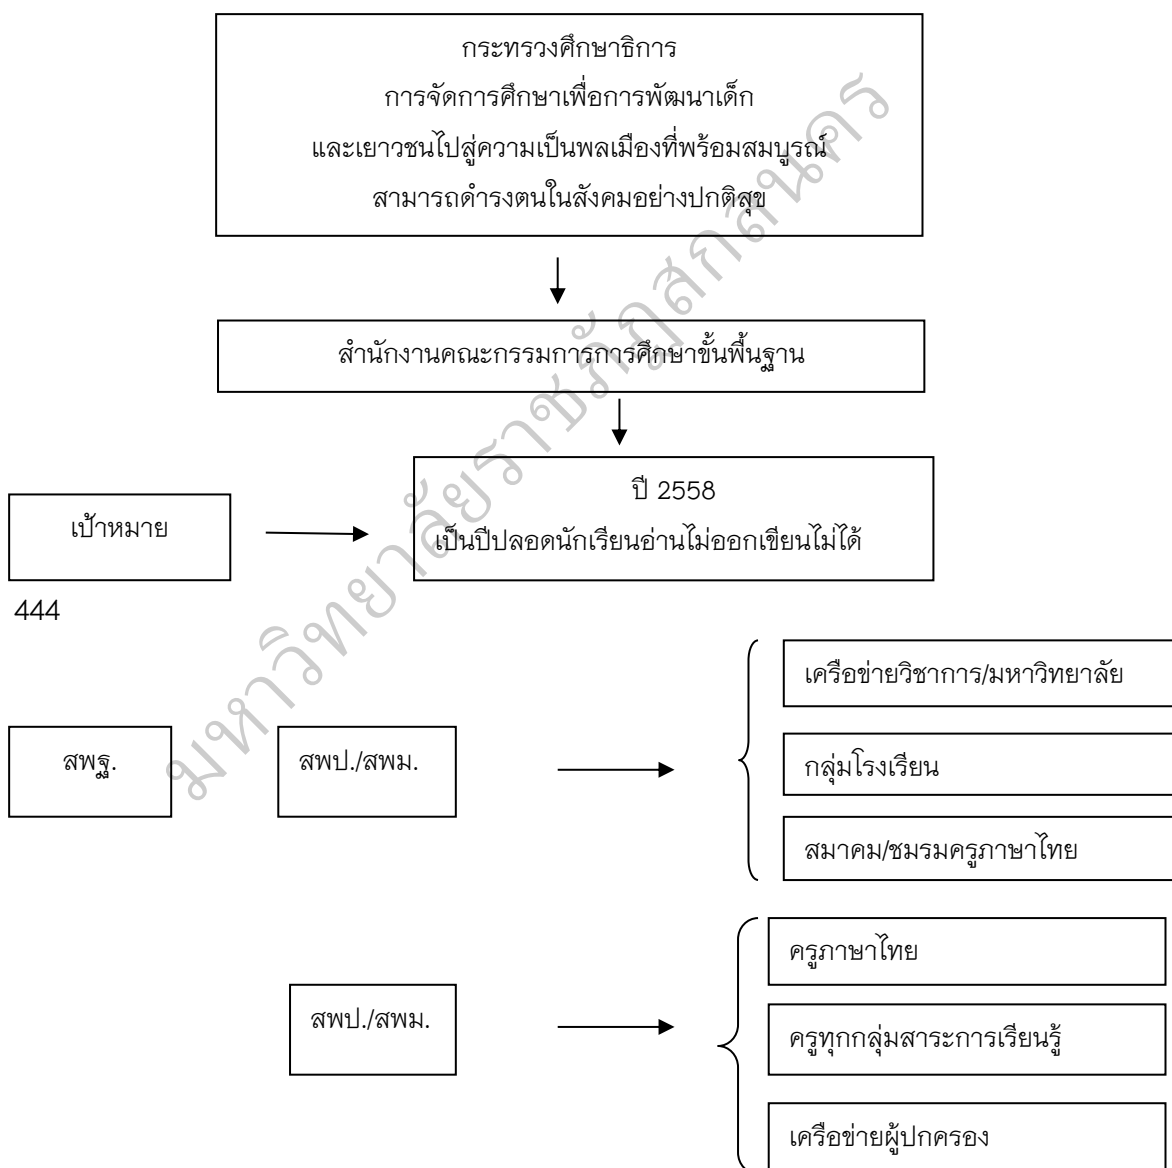 กระทรวงศึกษาธิการ
การจัดการศึกษาเพื่อการพัฒนาเด็ก
และเยาวชนไปสู่ความเป็นพลเมืองที่พร้อมสมบูรณ์
สามารถดำรงตนในสังคมอย่างปกติสุข
สำนักงานคณะกรรมการการศึกษาขั้นพื้นฐาน
ปี 2558
เป็นปีปลอดนักเรียนอ่านไม่ออกเขียนไม่ได้
เป้าหมาย
444
เครือข่ายวิชาการ/มหาวิทยาลัย
สพฐ.
สพป./สพม.
กลุ่มโรงเรียน
สมาคม/ชมรมครูภาษาไทย
ครูภาษาไทย
สพป./สพม.
ครูทุกกลุ่มสาระการเรียนรู้
เครือข่ายผู้ปกครอง
มหาวิทยาลัยราชภัฏสกลนคร